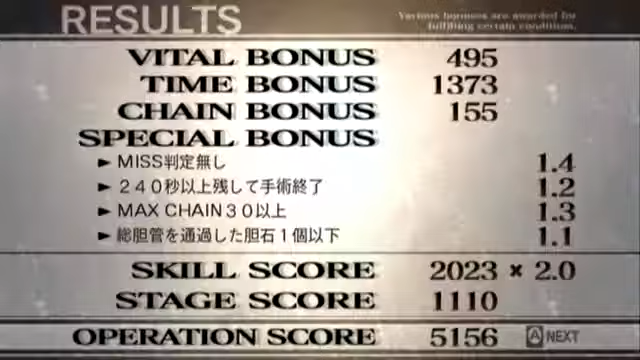 RESULTS
Various bonuses are awarded for
fulfilling certain conditions.
VITAL BONUS 495
TIME BONUS 1373
CHAIN BONUS 155
SPECIAL BONUS
► MISS判定無し 1.4
► 240秒以上残して手術終了 1.2
► MAX CHAIN30以上 1.3
► 総胆管を通過した胆石1個以下 1.1
SKILL SCORE 2023 × 2.0
STAGE SCORE 1110
OPERATION SCORE 5156 A NEXT